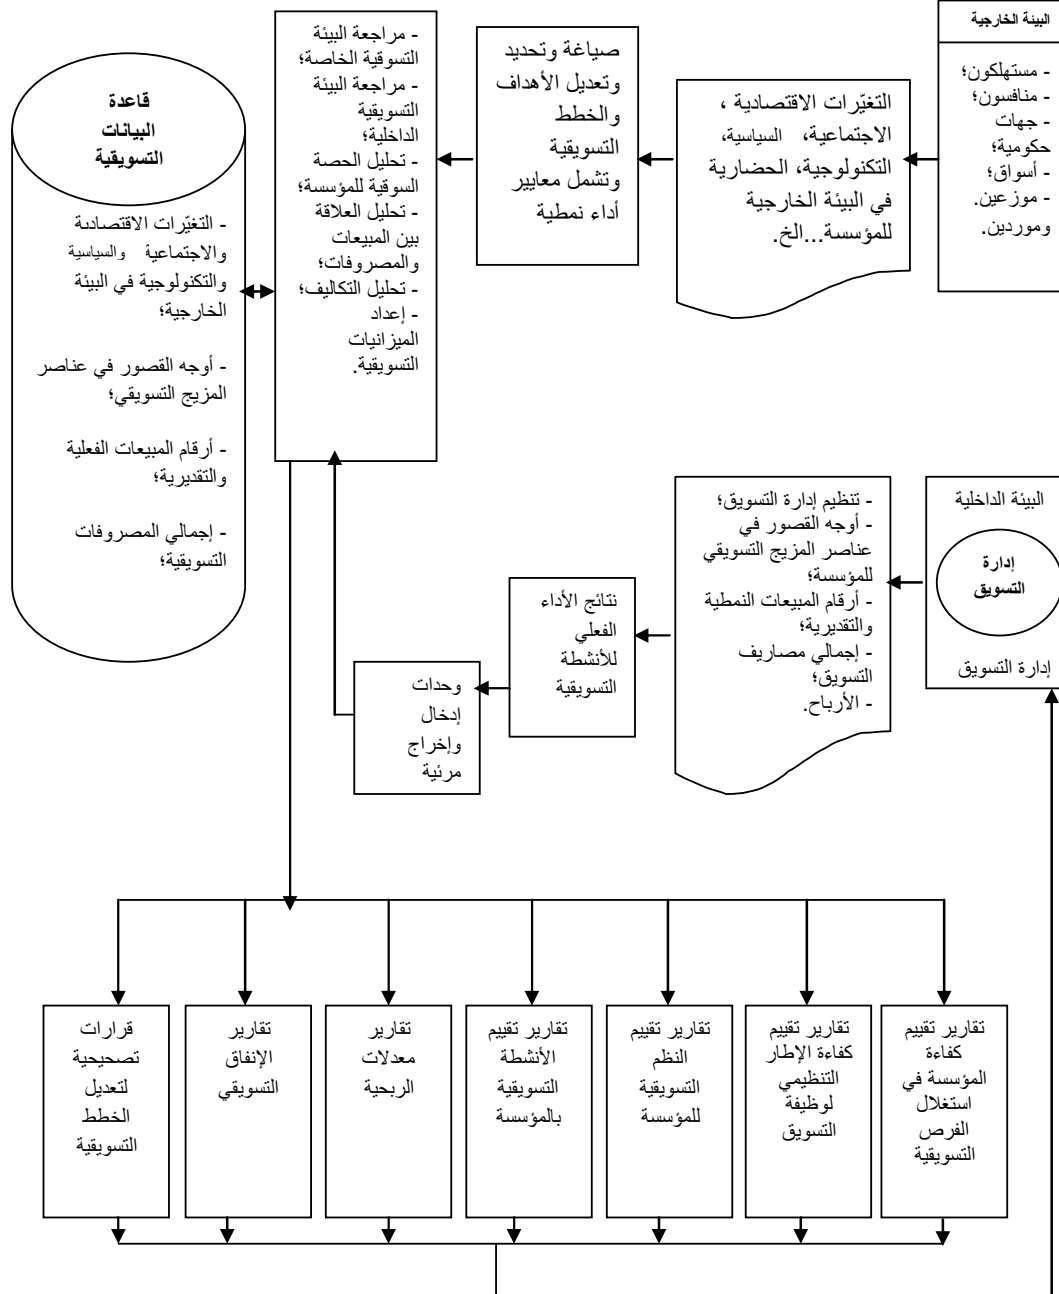 البيئة الخارجية
- مستهلكون؛
- منافسون؛
- جهات
حكومية؛
- أسواق؛
- موزعين.
وموردين.
التغيّرات الاقتصادية ،
الاجتماعية، السياسية،
التكنولوجية، الحضارية
في البيئة الخارجية
للمؤسسة...الخ.
صياغة وتحديد
وتعديل الأهداف
والخطط
التسويقية
وتشمل معايير
أداء نمطية
- مراجعة البيئة
التسوقية الخاصة؛
- مراجعة البيئة
التسويقية
الداخلية؛
- تحليل الحصة
السوقية للمؤسسة؛
- تحليل العلاقة
بين المبيعات
والمصروفات؛
- تحليل التكاليف؛
- إعداد
الميزانيات
التسويقية.
قاعدة
البيانات
التسويقية
- التغيّرات الاقتصادية
والاجتماعية والسياسية
والتكنولوجية في البيئة
الخارجية؛
- أوجه القصور في عناصر
المزيج التسويقي؛
- أرقام المبيعات الفعلية
والتقديرية؛
- إجمالي المصروفات
التسويقية؛
البيئة الداخلية
إدارة
التسويق
إدارة التسويق
- تنظيم إدارة التسويق؛
- أوجه القصور في
عناصر المزيج التسويقي
للمؤسسة؛
- أرقام المبيعات النمطية
والتقديرية؛
- إجمالي مصاريف
التسويق؛
- الأرباح.
نتائج الأداء
الفعلي
للأنشطة
التسويقية
وحدات
إدخال
وإخراج
مرئية
تقارير تقييم
كفاءة
المؤسسة في
استغلال
الفرص
التسويقية
تقارير تقييم
كفاءة الإطار
التنظيمي
لوظيفة
التسويق
تقارير تقييم
النظم
التسويقية
للمؤسسة
تقارير تقييم
الأنشطة
التسويقية
بالمؤسسة
تقارير
معدلات
الربحية
تقارير
الإنفاق
التسويقي
قرارات
تصحيحية
لتعديل
الخطط
التسويقية